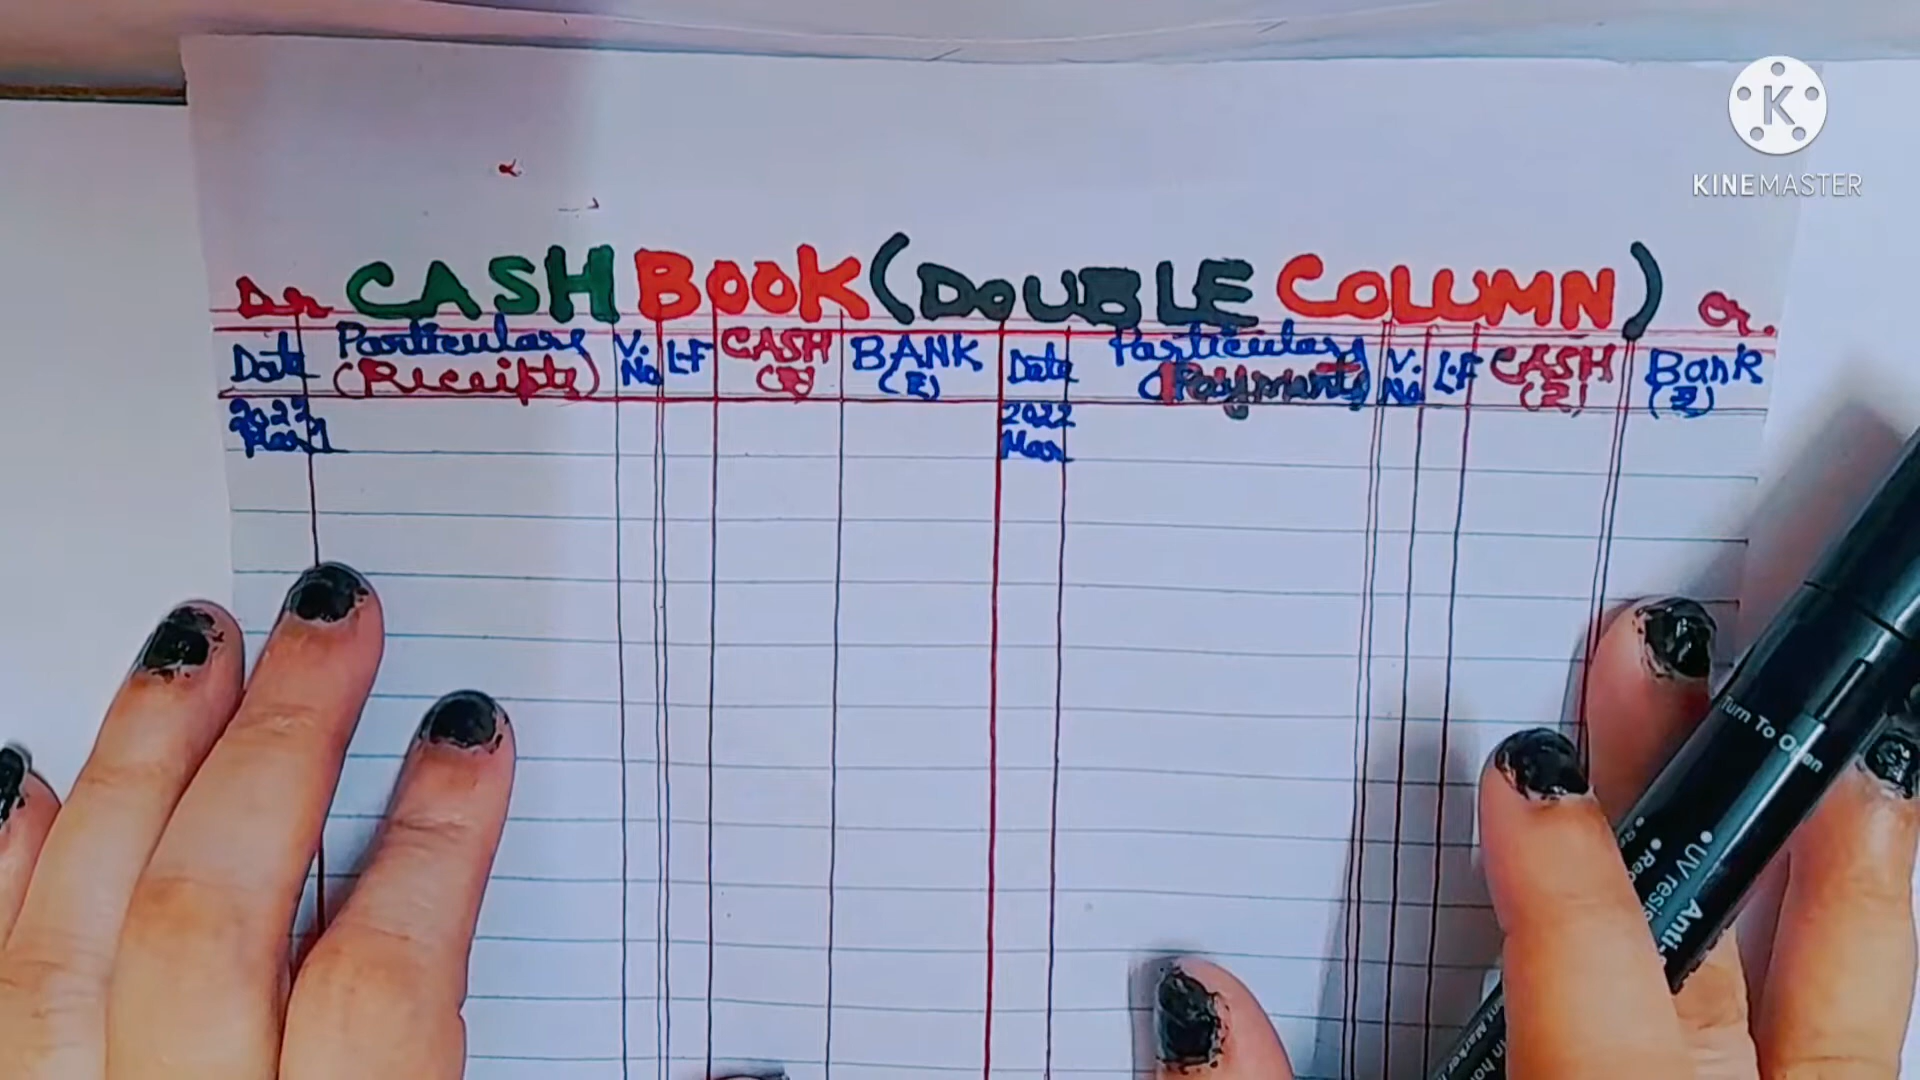 KINEMASTER
Dr. CASH BOOK (DOUBLE COLUMN) Cr.
Date Particulars (Receipts) V. No L.F CASH (₹) BANK (₹) Date Particulars (Payments) V. No L.F CASH (₹) Bank (₹)
2022 2022
Mar 1 Mar
Turn To Open
• UV resis
Anti-